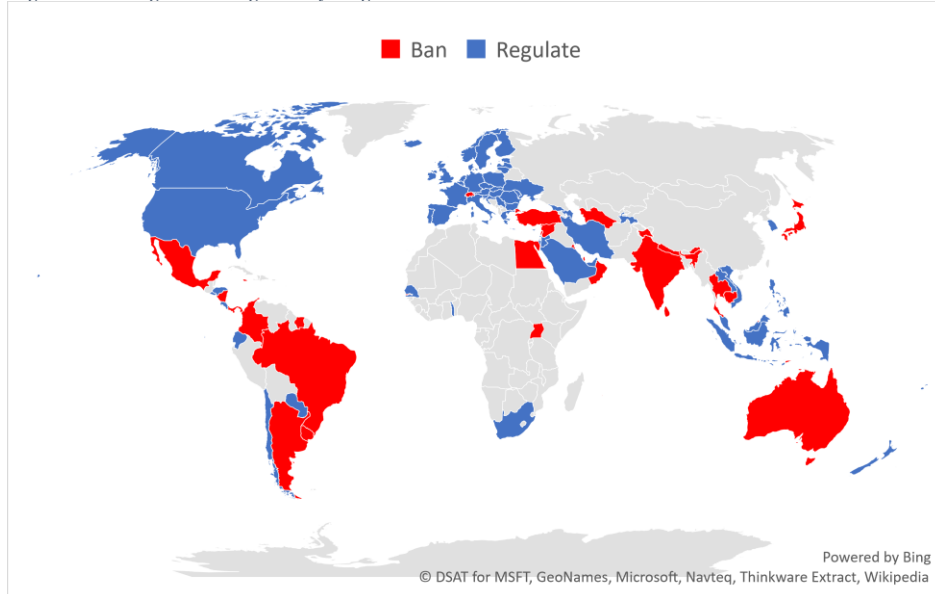 Ban Regulate
Powered by Bing
© DSAT for MSFT, GeoNames, Microsoft, Navteq, Thinkware Extract, Wikipedia